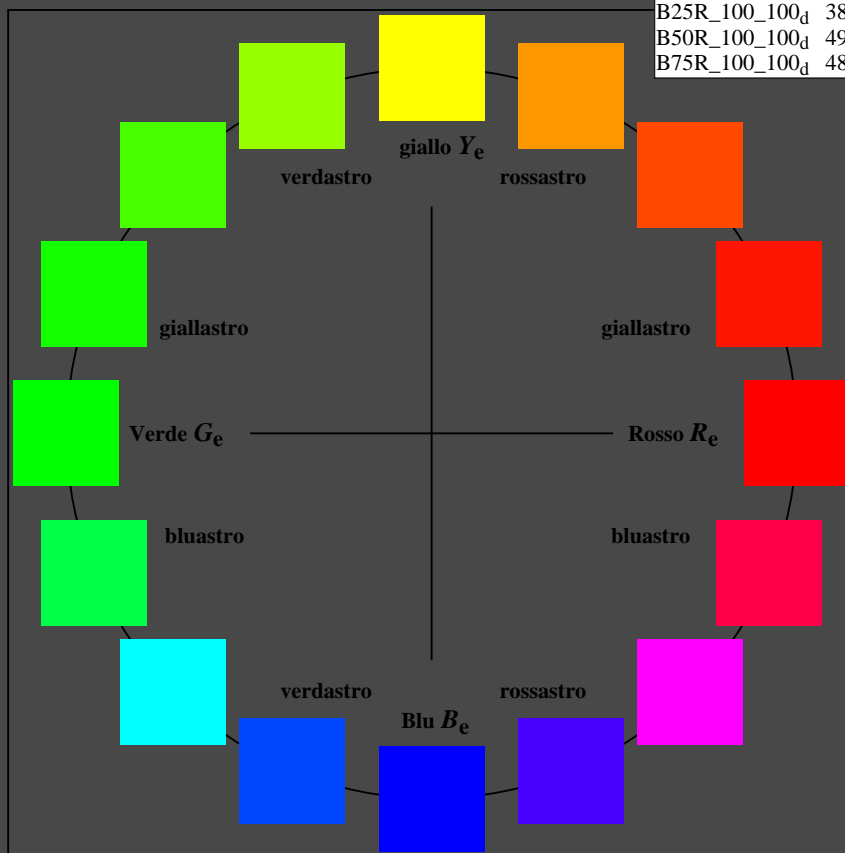 B25R_100_100d 38
B50R_100_100d 49
B75R_100_100d 48
giallo Ye
verdastro rossastro
giallastro giallastro
Verde Ge Rosso Re
bluastro bluastro
verdastro rossastro
Blu Be